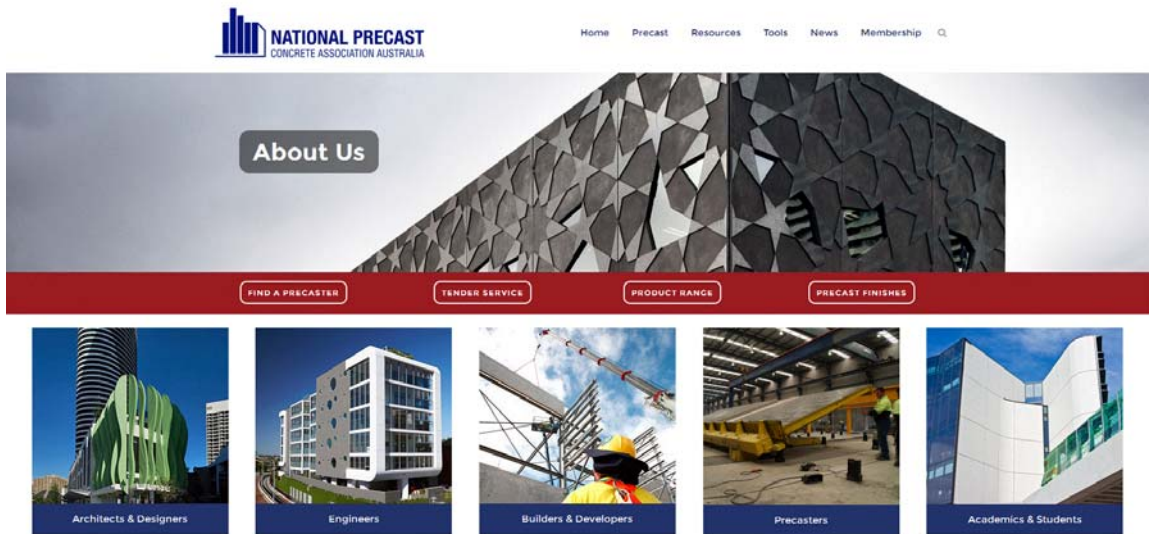 NATIONAL PRECAST
CONCRETE ASSOCIATION AUSTRALIA
Home Precast Resources Tools News Membership
About Us
FIND A PRECASTER TENDER SERVICE PRODUCT RANGE PRECAST FINISHES
Architects & Designers Engineers Builders & Developers Precasters Academics & Students